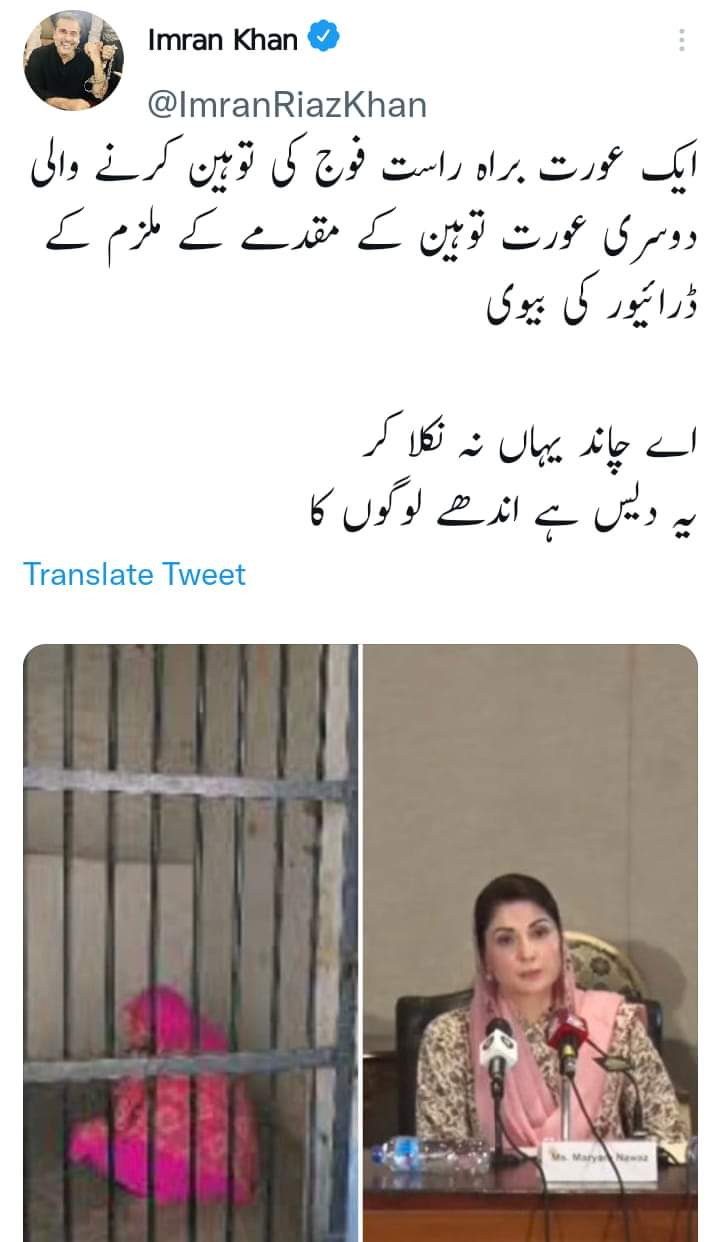 Imran Khan
@ImranRiazKhan
ایک عورت براہ راست فوج کی توہین کرنے والی
دوسری عورت توہین کے مقدمے کے ملزم کے
ڈرائیور کی بیوی
اے چاند یہاں نہ نکلا کر
یہ دیس ہے اندھے لوگوں کا
Translate Tweet
Ms. Maryam Nawaz